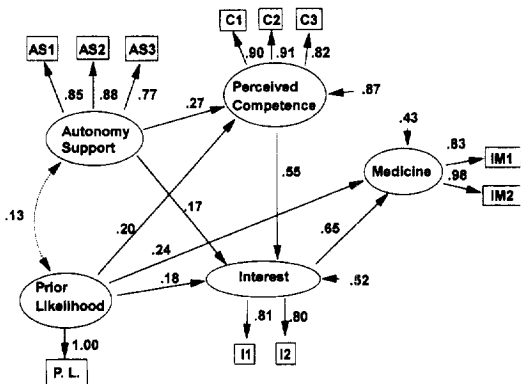 C1 C2 C3
AS1 AS2 AS3
.90 .91 .82
.85 .88 .77
Perceived
Competence
.87
.27
Autonomy
Support
.43
.83
IM1
Medicine
.98
IM2
.55
.13
.20
.17
.65
.24
Prior
Likelihood
.18
Interest
.52
.81 .80
1.00
I1 I2
P. L.